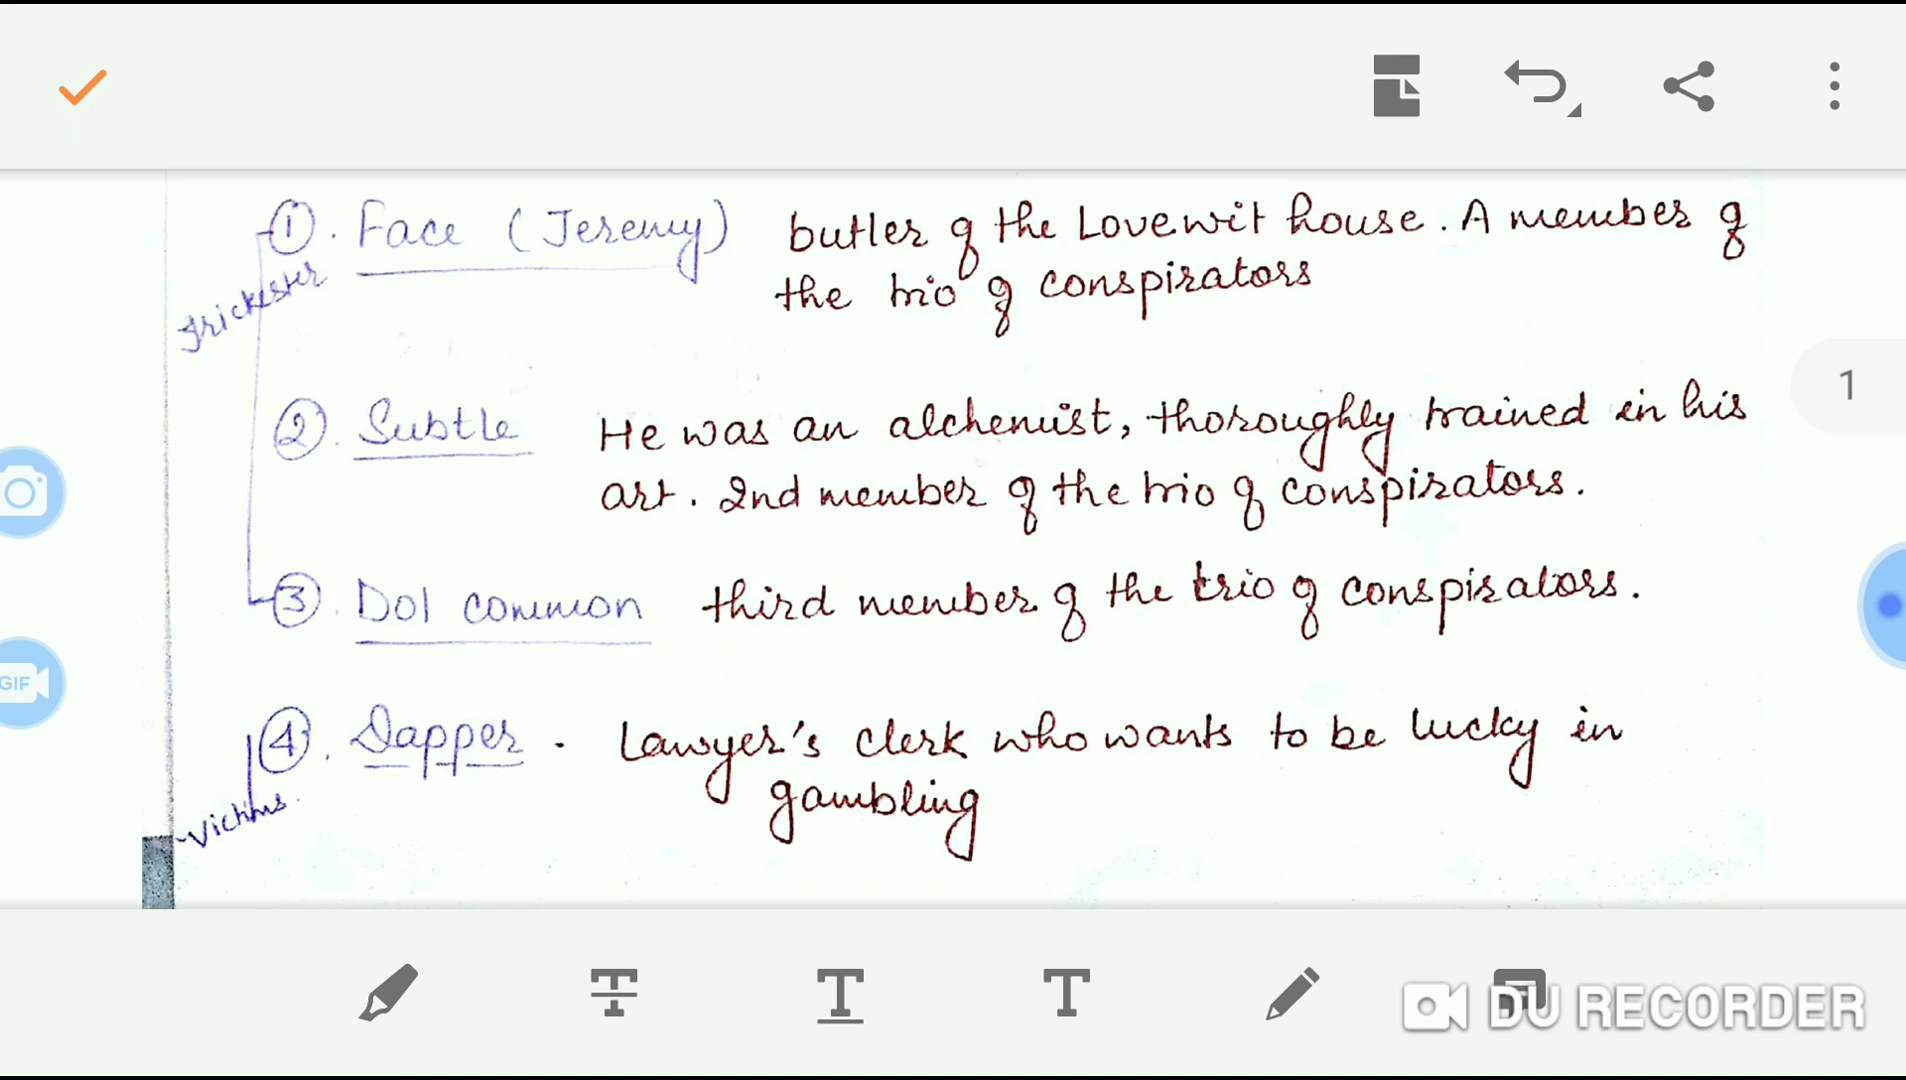 ① . Face (Jeremy) butler of the Lovewit house. A member of
the trio of conspirators
Trickester
1
② . Subtle He was an alchemist, thoroughly trained in his
art. 2nd member of the trio of conspirators.
③ . Dol common third member of the trio of conspirators.
GIF
④ . Dapper . Lawyer's clerk who wants to be lucky in
gambling
Victims.
DU RECORDER